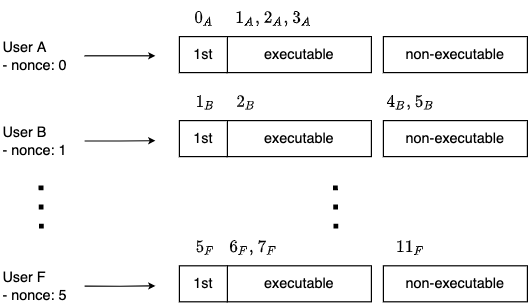 0_A 1_A, 2_A, 3_A
User A
- nonce: 0
1st executable non-executable
1_B 2_B 4_B, 5_B
User B
- nonce: 1
1st executable non-executable
5_F 6_F, 7_F 11_F
User F
- nonce: 5
1st executable non-executable